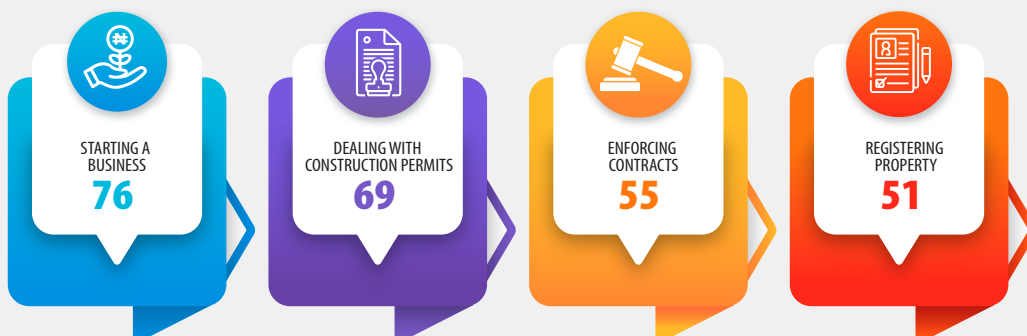 ₦
STARTING A
BUSINESS
76
DEALING WITH
CONSTRUCTION PERMITS
69
ENFORCING
CONTRACTS
55
REGISTERING
PROPERTY
51